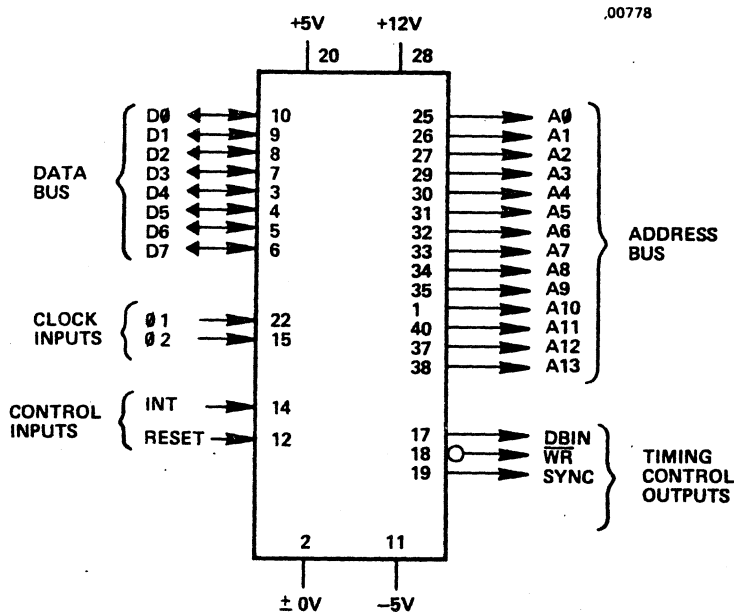 ,00778
+5V +12V
20 28
D0 10 25 A0
D1 9 26 A1
D2 8 27 A2
D3 7 29 A3
D4 3 30 A4
D5 4 31 A5
D6 5 32 A6
D7 6 33 A7
34 A8
35 A9
1 A10
40 A11
37 A12
38 A13
DATA
BUS
ADDRESS
BUS
CLOCK
INPUTS
Ø 1 22
Ø 2 15
CONTROL
INPUTS
INT 14
RESET 12
17 DBIN
18 W̅R̅
19 SYNC
TIMING
CONTROL
OUTPUTS
2 11
± 0V −5V